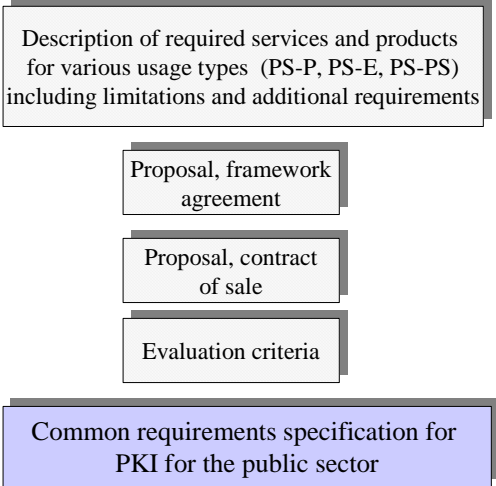 Description of required services and products
for various usage types (PS-P, PS-E, PS-PS)
including limitations and additional requirements
Proposal, framework
agreement
Proposal, contract
of sale
Evaluation criteria
Common requirements specification for
PKI for the public sector